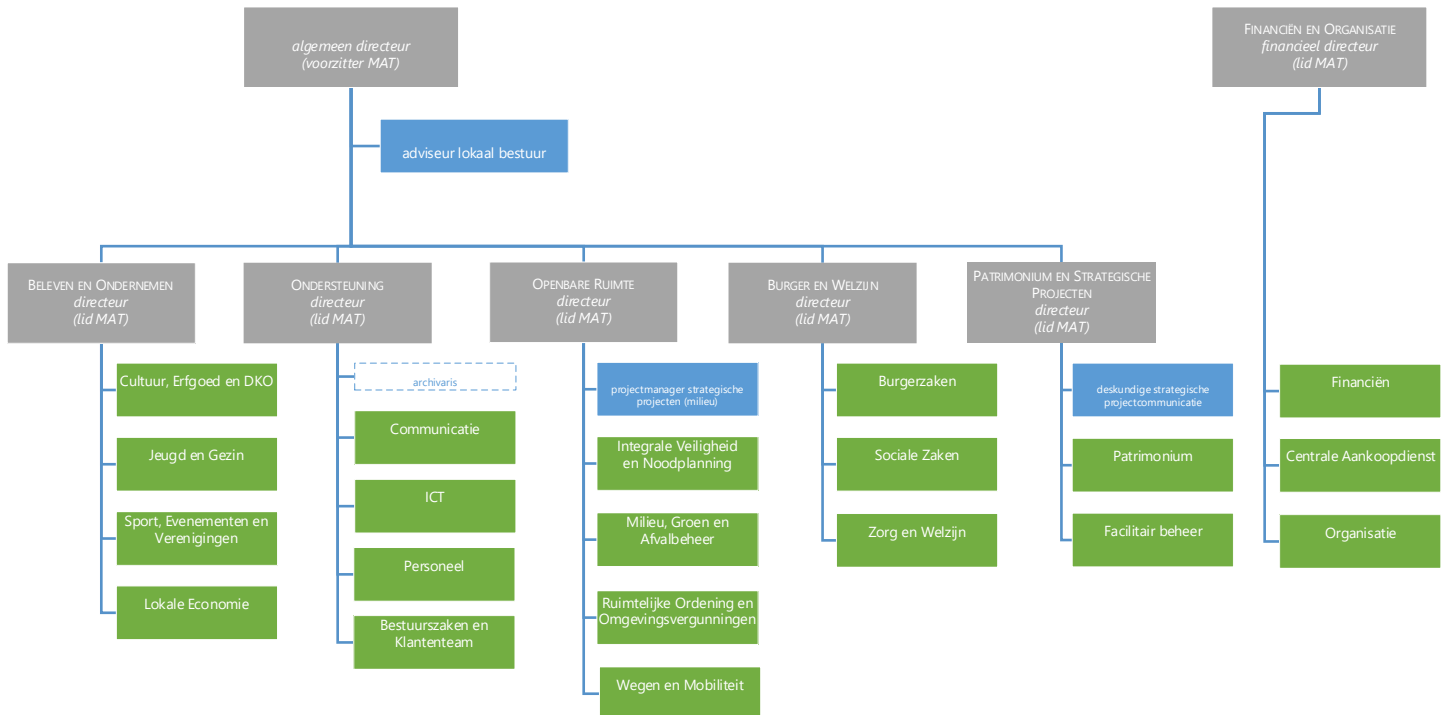 algemeen directeur
(voorzitter MAT)
FINANCIËN EN ORGANISATIE
financieel directeur
(lid MAT)
adviseur lokaal bestuur
BELEVEN EN ONDERNEMEN
directeur
(lid MAT)
ONDERSTEUNING
directeur
(lid MAT)
OPENBARE RUIMTE
directeur
(lid MAT)
BURGER EN WELZIJN
directeur
(lid MAT)
PATRIMONIUM EN STRATEGISCHE
PROJECTEN
directeur
(lid MAT)
Cultuur, Erfgoed en DKO
Jeugd en Gezin
Sport, Evenementen en
Verenigingen
Lokale Economie
archivaris
Communicatie
ICT
Personeel
Bestuurszaken en
Klantenteam
projectmanager strategische
projecten (milieu)
Integrale Veiligheid
en Noodplanning
Milieu, Groen en
Afvalbeheer
Ruimtelijke Ordening en
Omgevingsvergunningen
Wegen en Mobiliteit
Burgerzaken
Sociale Zaken
Zorg en Welzijn
deskundige strategische
projectcommunicatie
Patrimonium
Facilitair beheer
Financiën
Centrale Aankoopdienst
Organisatie